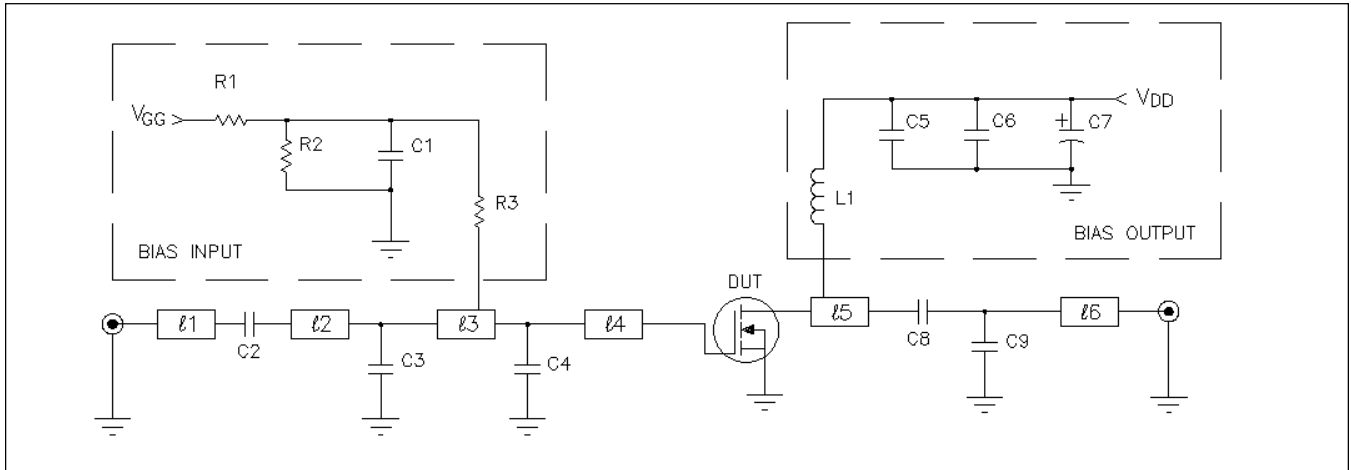 R1
VGG
R2
C1
R3
BIAS INPUT
VDD
C5
C6
+
C7
L1
BIAS OUTPUT
DUT
ℓ1
C2
ℓ2
C3
ℓ3
C4
ℓ4
ℓ5
C8
C9
ℓ6